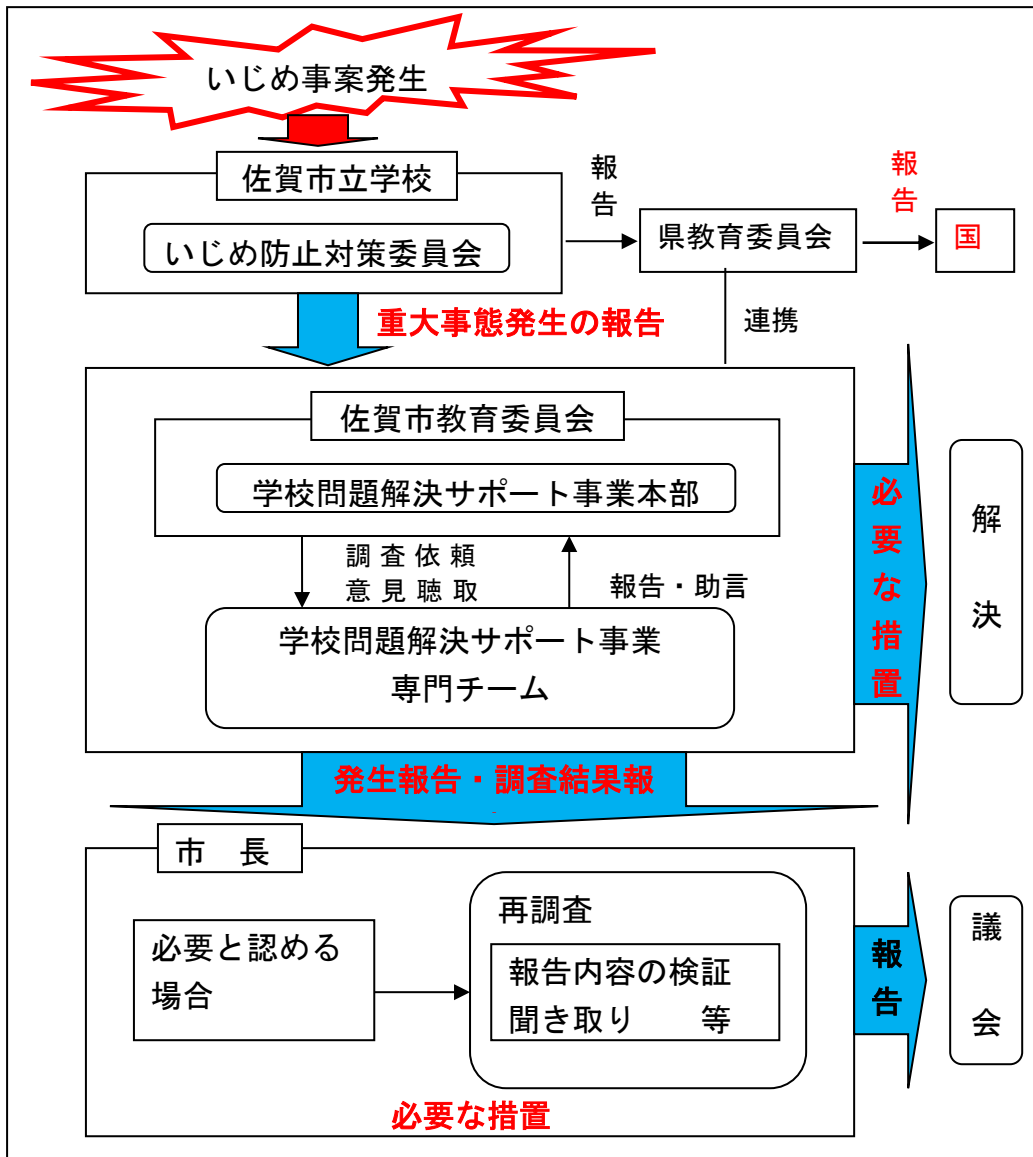 いじめ事案発生
佐賀市立学校
いじめ防止対策委員会
報告
県教育委員会
報告
国
重大事態発生の報告
連携
佐賀市教育委員会
学校問題解決サポート事業本部
調査依頼
意見聴取
報告・助言
学校問題解決サポート事業
専門チーム
必要な措置
解決
発生報告・調査結果報
市　長
必要と認める
場合
再調査
報告内容の検証
聞き取り　　等
必要な措置
報告
議会